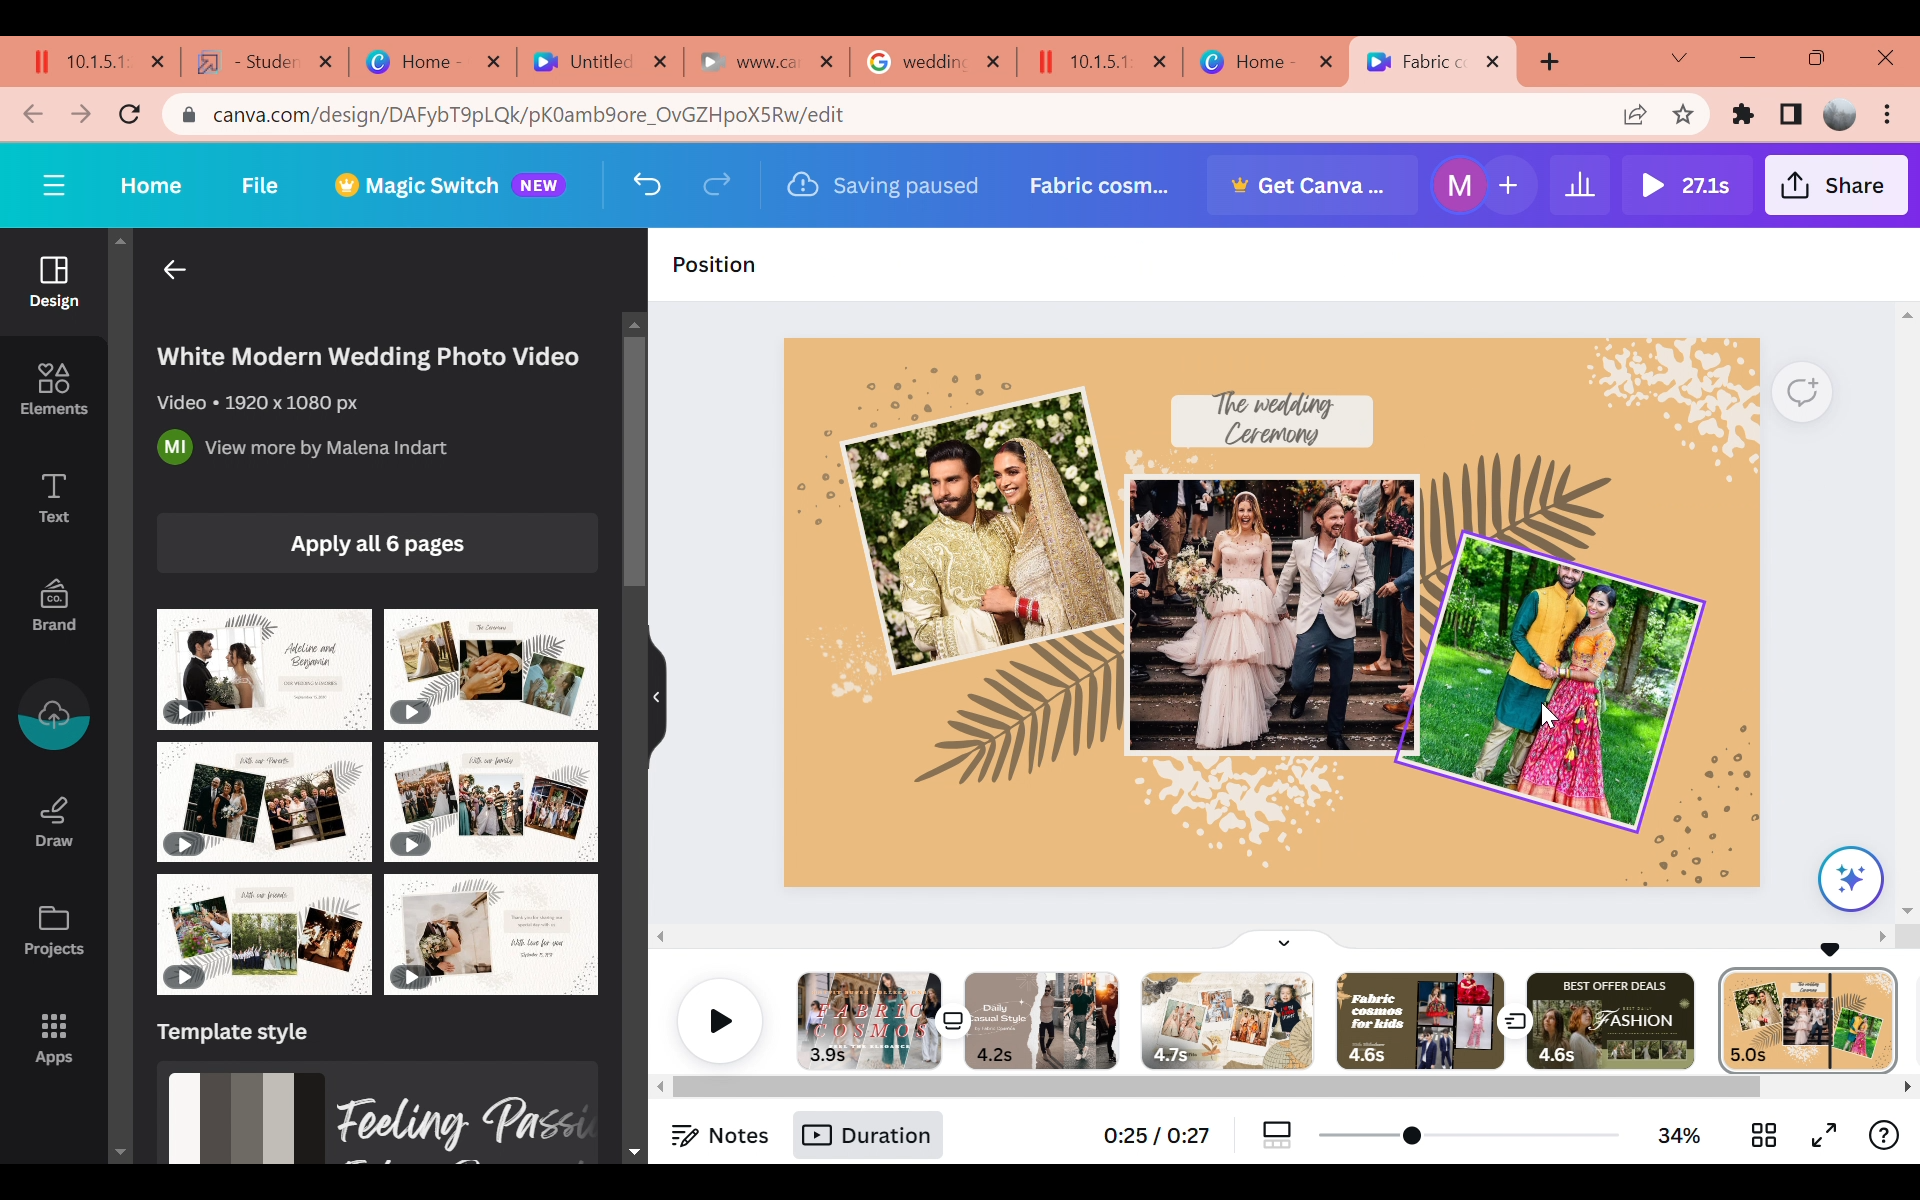 10.1.5.1:
- Studen
Home -
Untitled
www.ca
wedding
10.1.5.1:
Home -
Fabric co
canva.com/design/DAFybT9pLQk/pK0amb9ore_OvGZHpoX5Rw/edit
Home
File
Magic Switch
NEW
Saving paused
Fabric cosm...
Get Canva ...
M
27.1s
Share
Design
Elements
Text
Brand
Draw
Projects
Apps
CO.
White Modern Wedding Photo Video
Video • 1920 x 1080 px
MI
View more by Malena Indart
Apply all 6 pages
Adeline and
Benjamin
The Ceremony
With our Parents
With our family
With our friends
With love for you
Template style
Feeling Passi
Position
The wedding
Ceremony
FABRIC
COSMOS
3.9s
Daily
Casual Style
4.2s
4.7s
Fabric
cosmos
for kids
4.6s
BEST OFFER DEALS
FASHION
4.6s
5.0s
Notes
Duration
0:25 / 0:27
34%